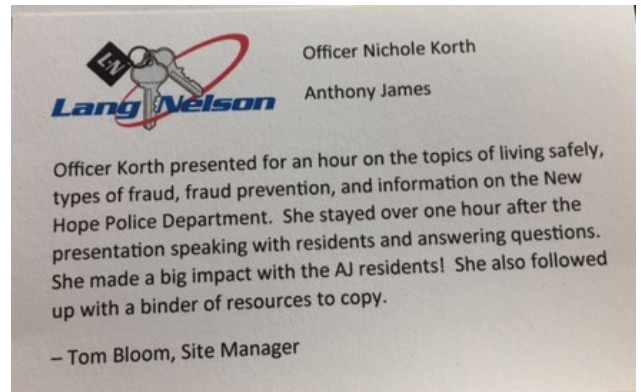 L-N
Lang Nelson
Officer Nichole Korth
Anthony James
Officer Korth presented for an hour on the topics of living safely,
types of fraud, fraud prevention, and information on the New
Hope Police Department.  She stayed over one hour after the
presentation speaking with residents and answering questions.
She made a big impact with the AJ residents!  She also followed
up with a binder of resources to copy.
– Tom Bloom, Site Manager